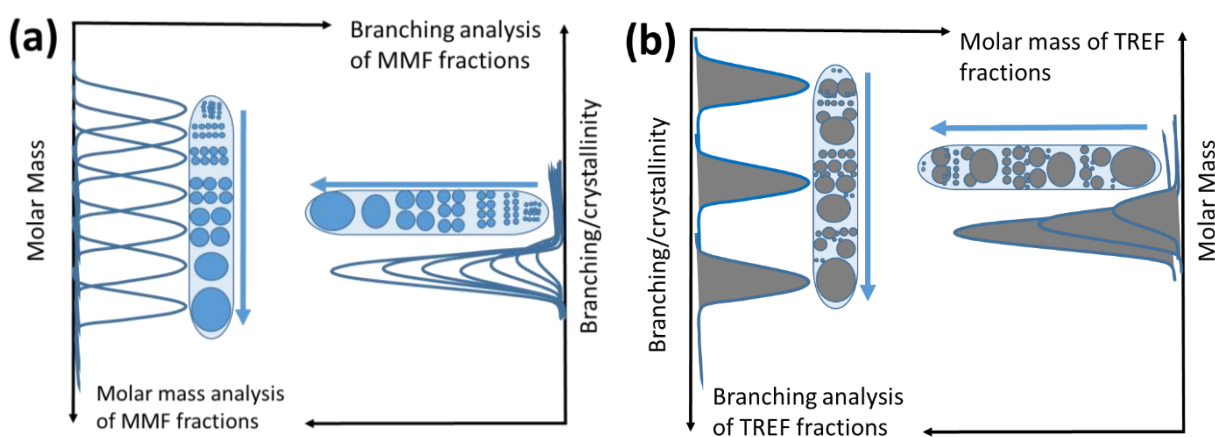 (a)
Branching analysis
of MMF fractions
Molar Mass
Branching/crystallinity
Molar mass analysis
of MMF fractions
(b)
Molar mass of TREF
fractions
Branching/crystallinity
Molar Mass
Branching analysis
of TREF fractions